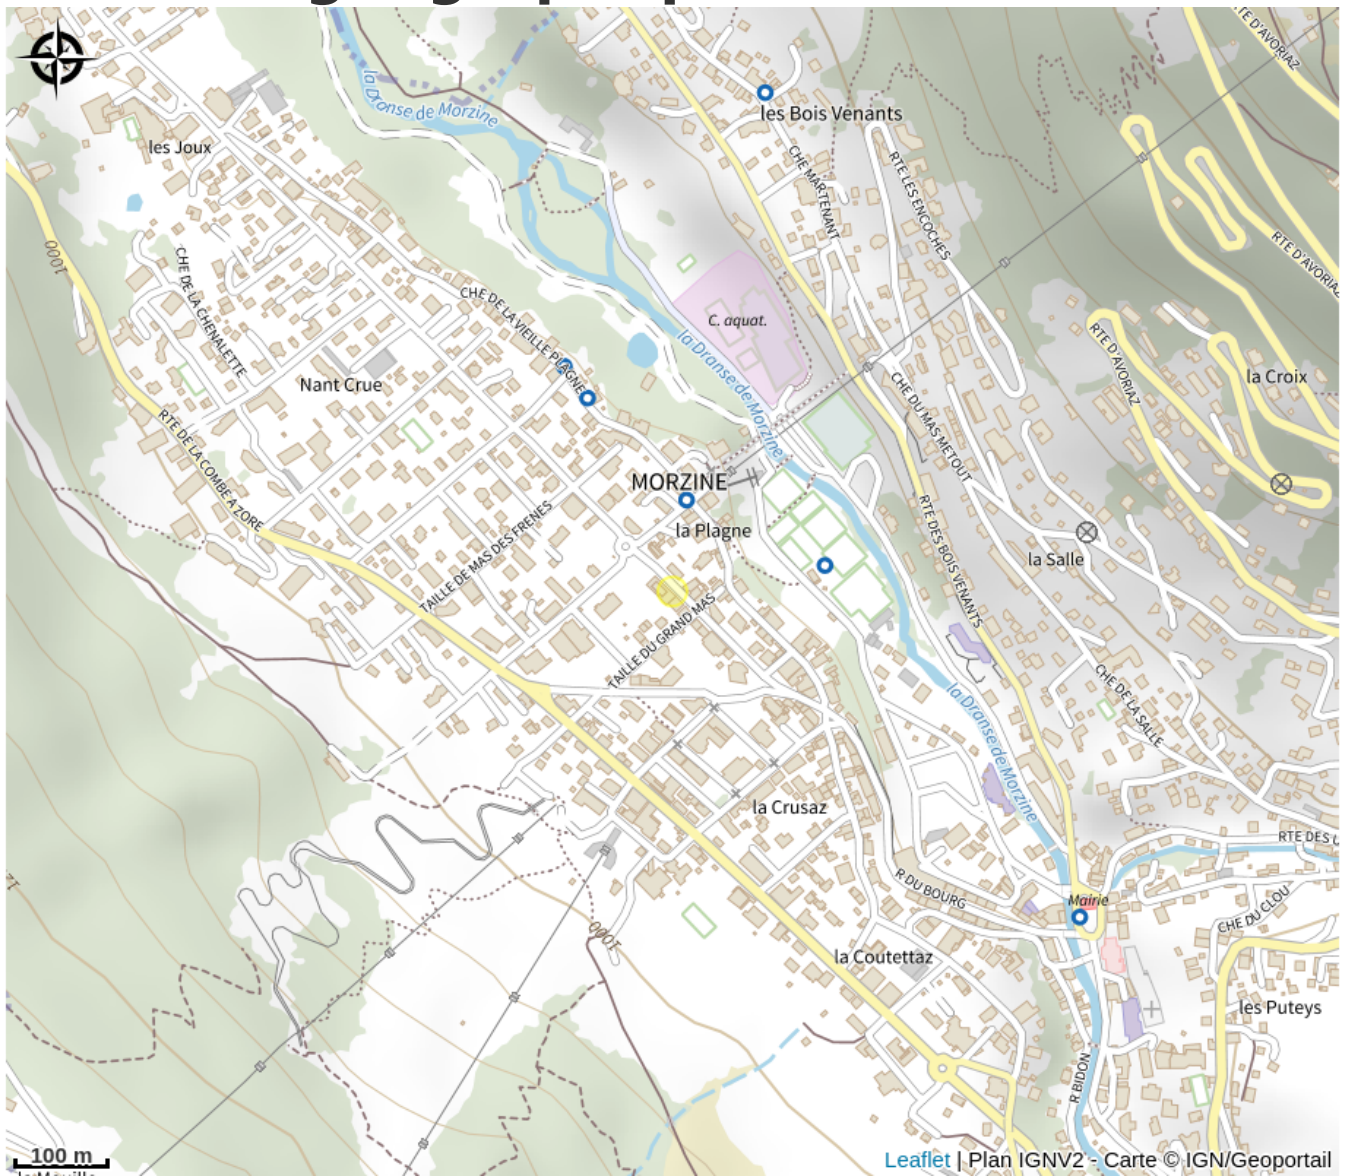 RTE D'AVORIAZ
la Dranse de Morzine
les Bois Venants
les Joux
CHE MARTENANT
RTE LES ENCOCHES
1000
CHE DE LA CHENALETTE
RTE D'AVORIAZ
CHE DE LA VIEILLE PLAGNE
C. aquat.
la Dranse de Morzine
RTE D'AVORIAZ
Nant Crue
la Croix
CHE DU MAS METOUT
RTE DE LA COMBE A ZORE
MORZINE
la Plagne
TAILLE DE MAS DES FRENES
RTE DES BOIS VENANTS
la Salle
TAILLE DU GRAND MAS
CHE DE LA SALLE
la Dranse de Morzine
la Crusaz
RTE DES
R DU BOURG
Mairie
CHE DU CLOU
1000
la Coutettaz
les Puteys
R BIDON
100 m
Leaflet | Plan IGNV2 - Carte © IGN/Geoportail